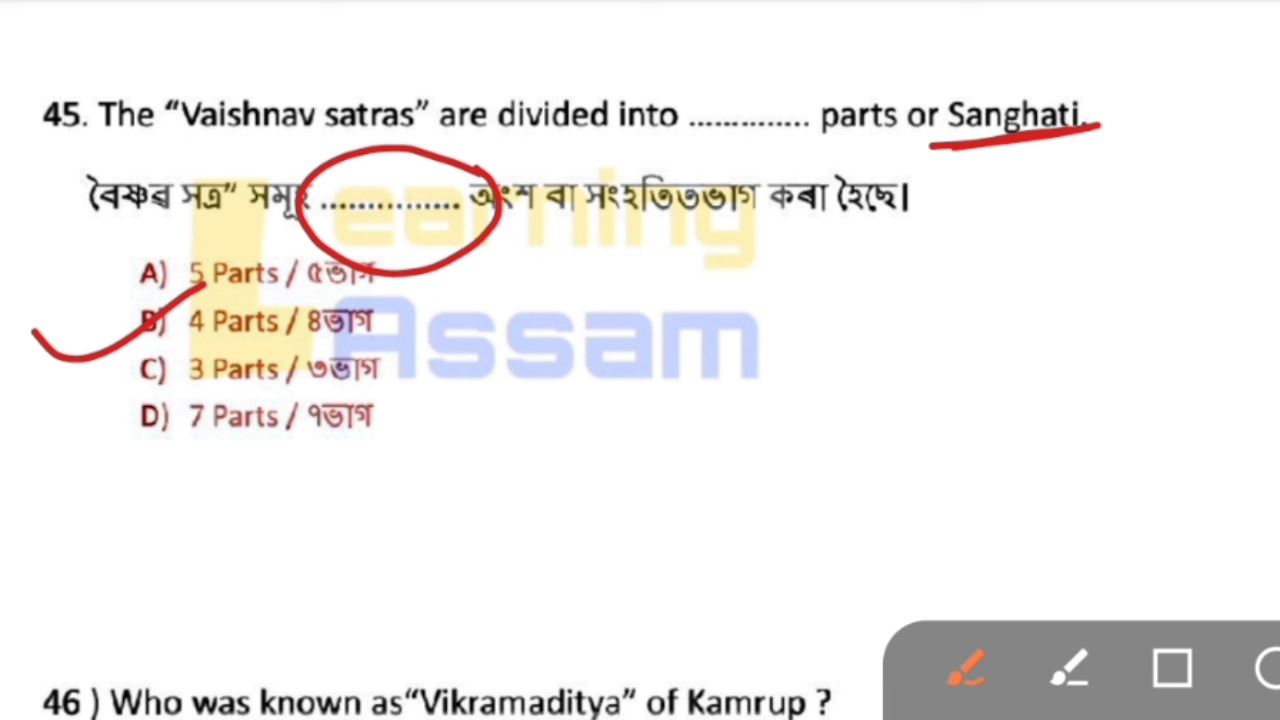 45. The “Vaishnav satras” are divided into .............. parts or Sanghati.
বৈষ্ণৱ সত্ৰ” সমূহ ............... অংশ বা সংহতিতভাগ কৰা হৈছে।
Learning
Assam
A) 5 Parts / ৫ভাগ
B) 4 Parts / ৪ভাগ
C) 3 Parts / ৩ভাগ
D) 7 Parts / ৭ভাগ
46 ) Who was known as“Vikramaditya” of Kamrup ?